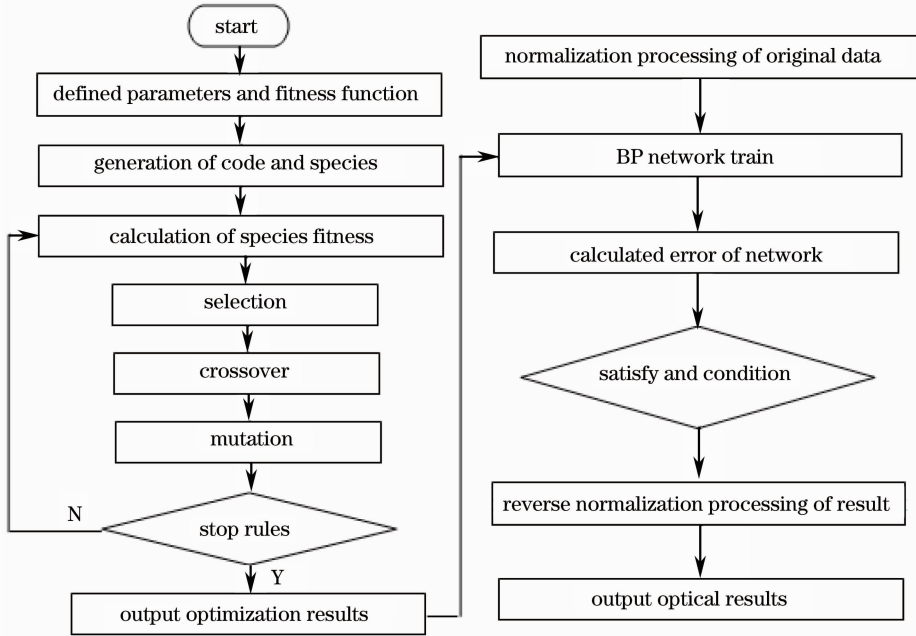 start
defined parameters and fitness function
generation of code and species
calculation of species fitness
selection
crossover
mutation
stop rules
N
Y
output optimization results
normalization processing of original data
BP network train
calculated error of network
satisfy and condition
reverse normalization processing of result
output optical results